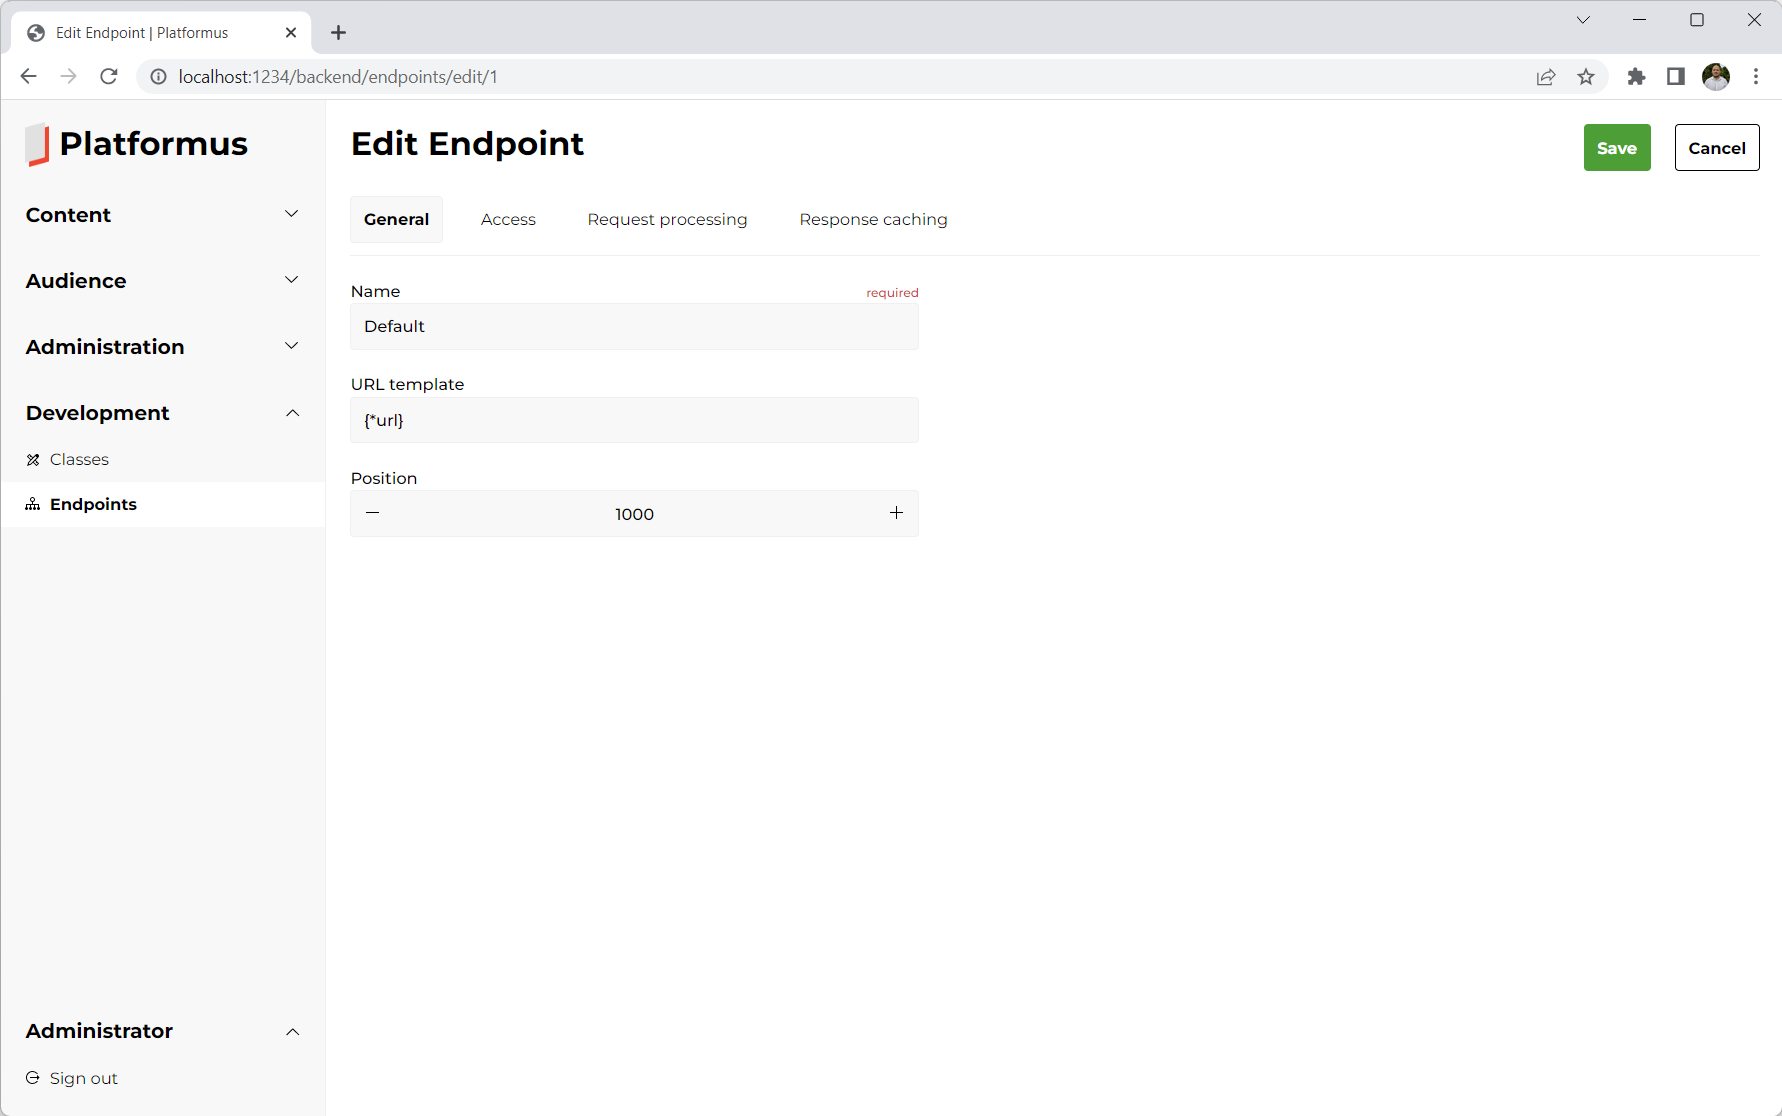 Edit Endpoint | Platformus
localhost:1234/backend/endpoints/edit/1
Platformus
Content
Audience
Administration
Development
Classes
Endpoints
Administrator
Sign out
Edit Endpoint
Save
Cancel
General
Access
Request processing
Response caching
Name
required
Default
URL template
{*url}
Position
1000